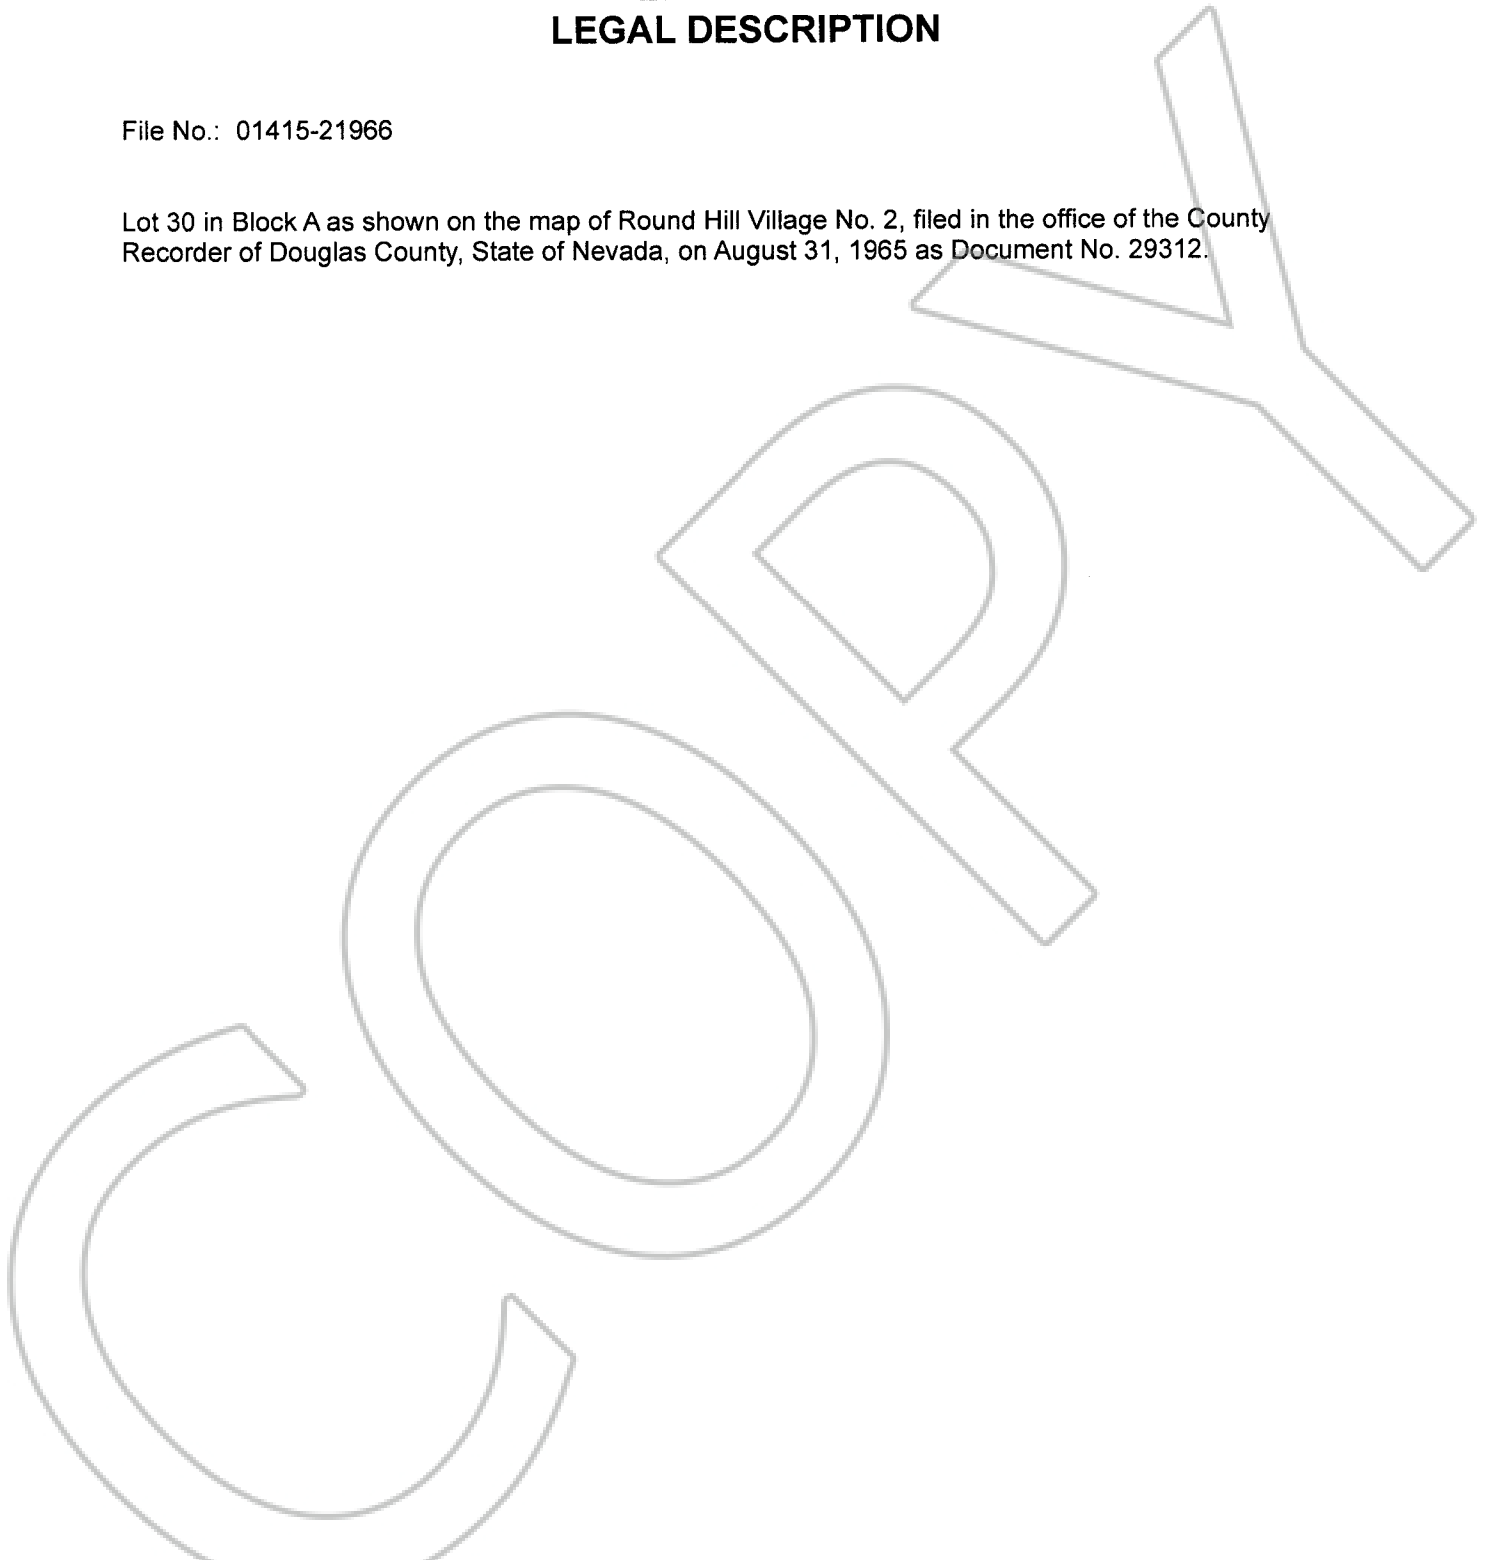 LEGAL DESCRIPTION
File No.: 01415-21966
Lot 30 in Block A as shown on the map of Round Hill Village No. 2, filed in the office of the County
Recorder of Douglas County, State of Nevada, on August 31, 1965 as Document No. 29312.
COPY